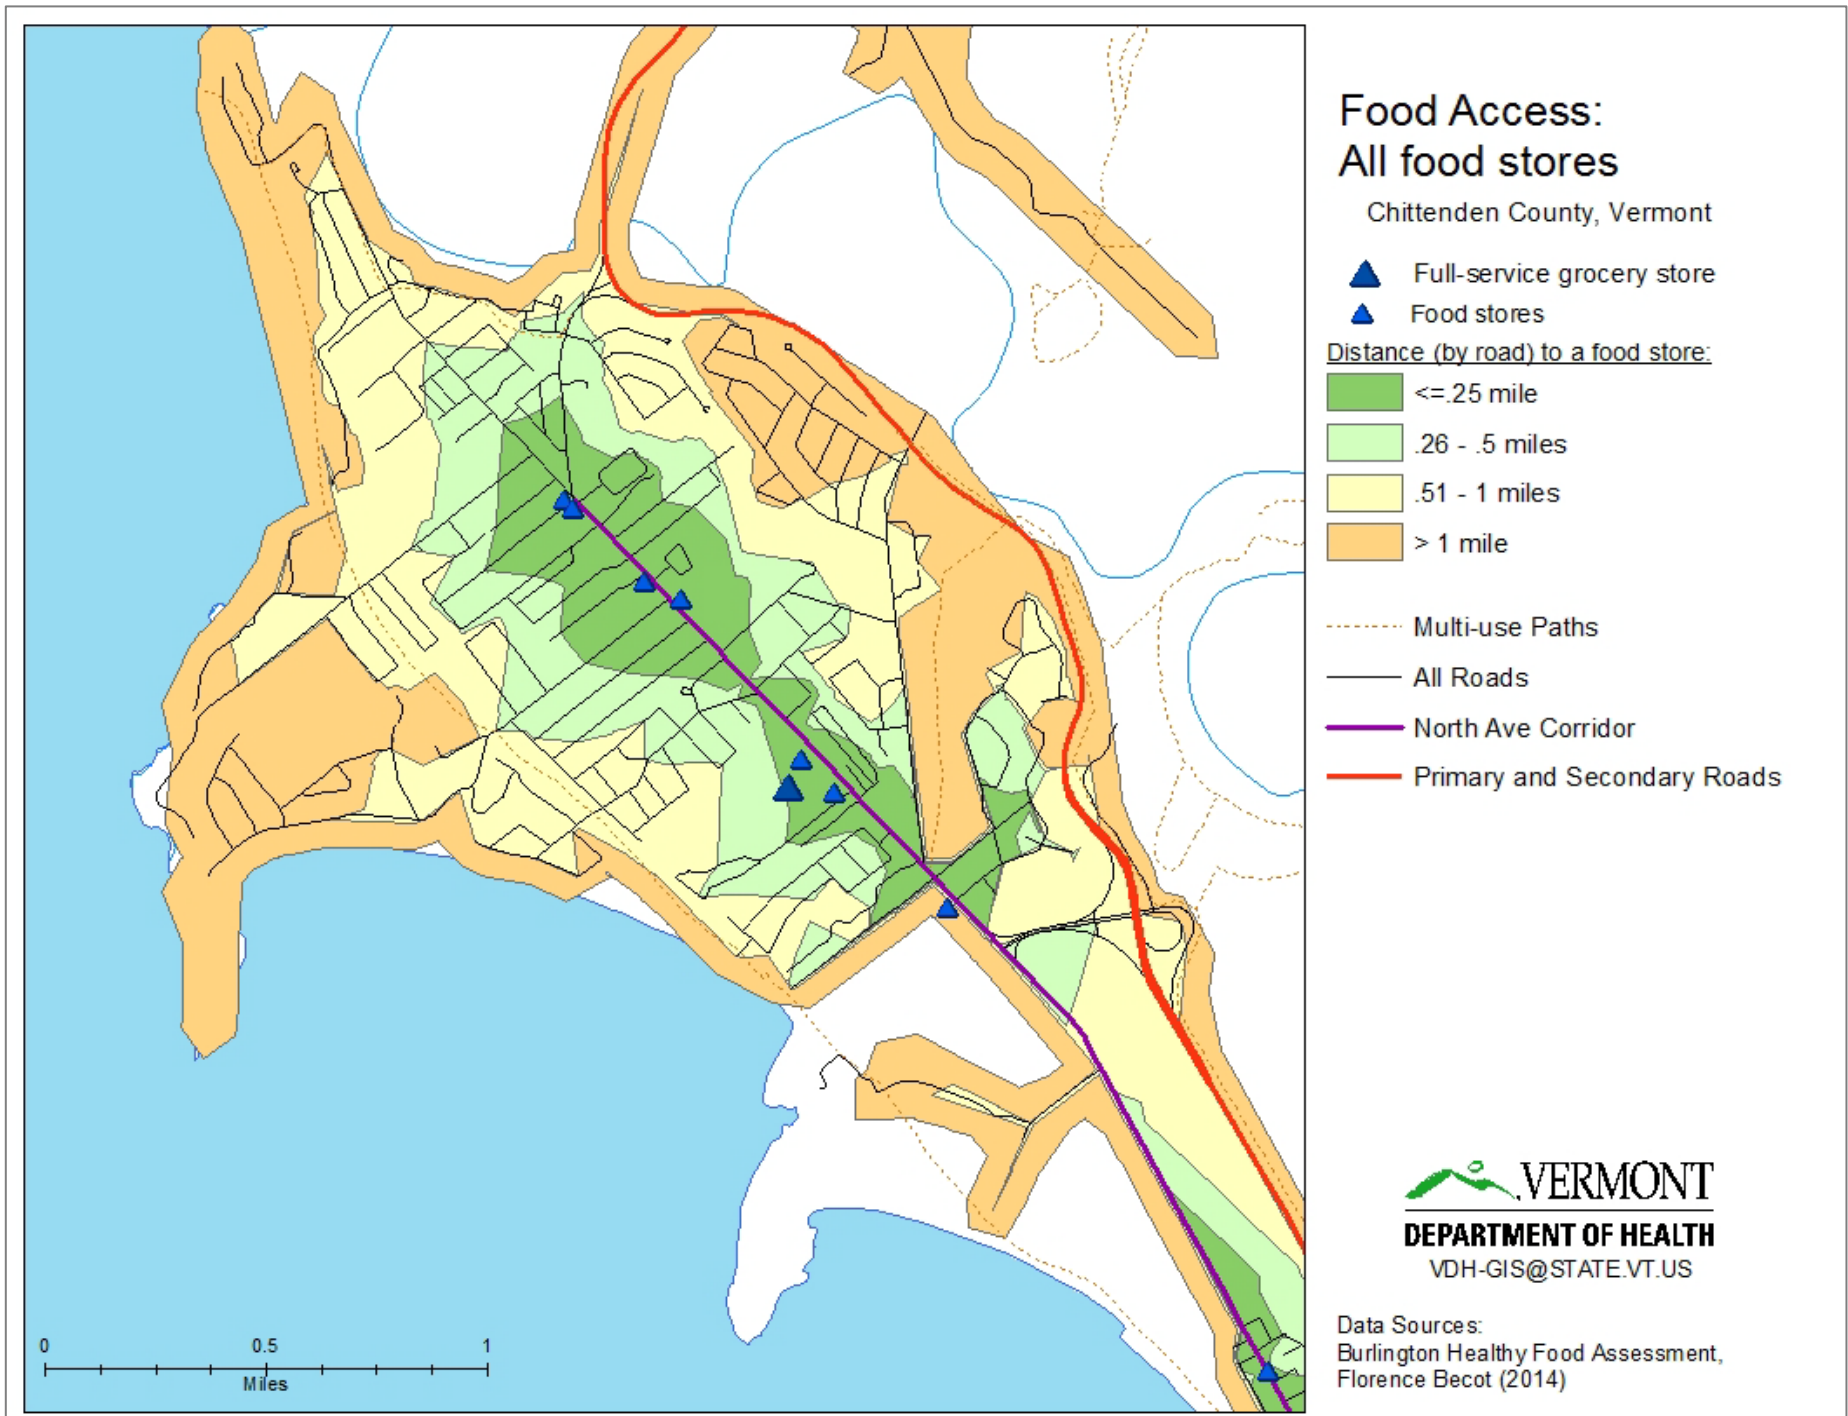 Food Access:
All food stores
Chittenden County, Vermont
Full-service grocery store
Food stores
Distance (by road) to a food store:
<=.25 mile
.26 - .5 miles
.51 - 1 miles
> 1 mile
Multi-use Paths
All Roads
North Ave Corridor
Primary and Secondary Roads
VERMONT
DEPARTMENT OF HEALTH
VDH-GIS@STATE.VT.US
Data Sources:
Burlington Healthy Food Assessment,
Florence Becot (2014)
0 0.5 1
Miles